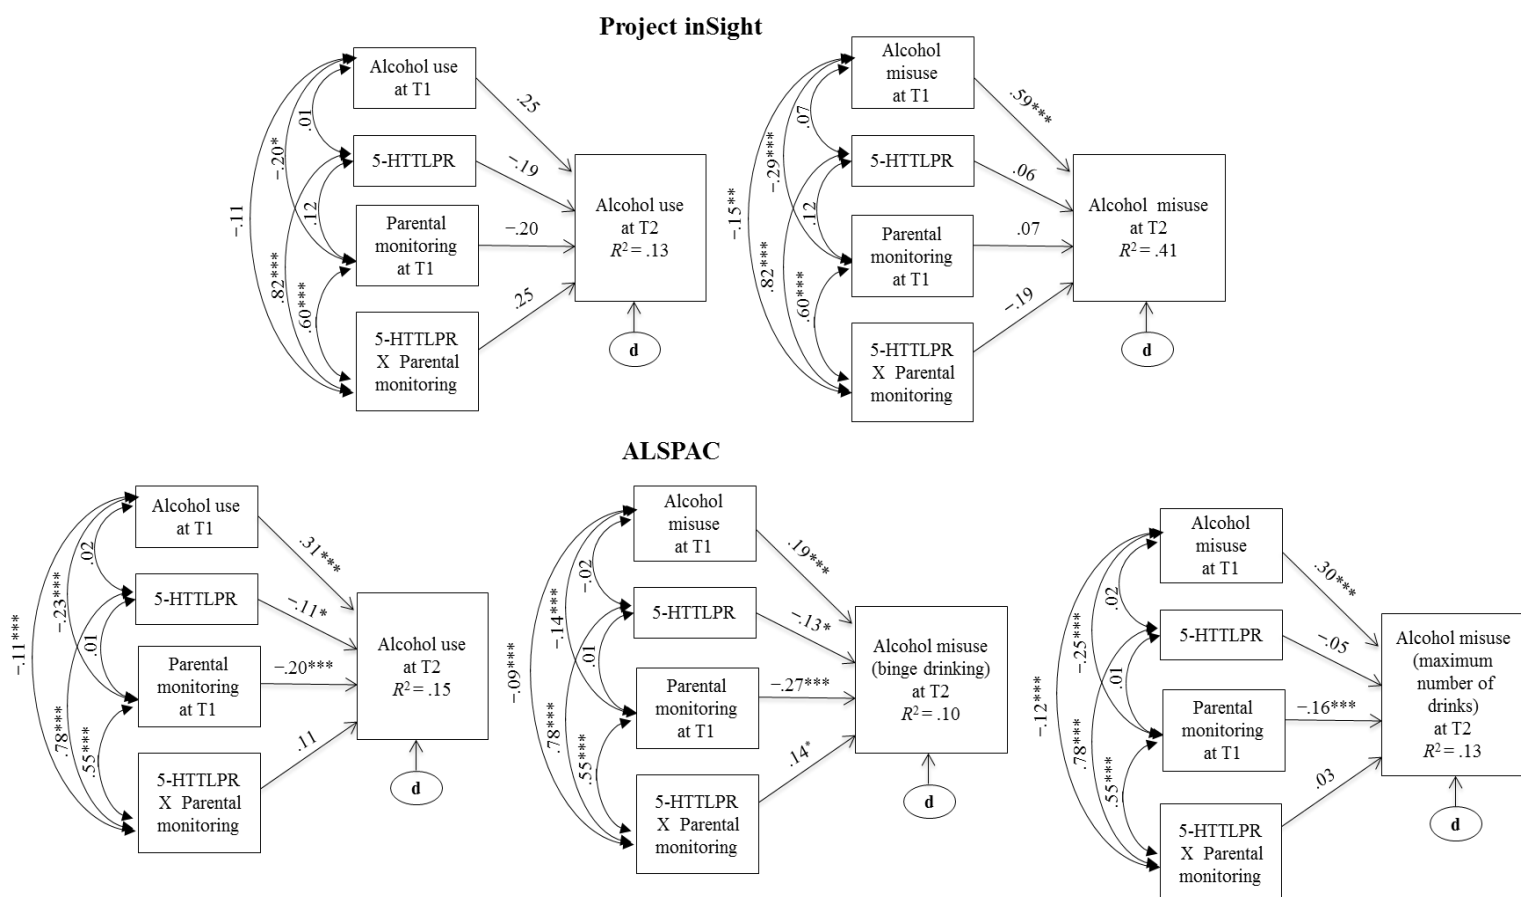 Project inSight
Alcohol use
at T1
5-HTTLPR
Parental
monitoring
at T1
5-HTTLPR
X Parental
monitoring
−.11
−.20*
.01
.12
.82***
.60***
.25
−.19
−.20
.25
Alcohol use
at T2
R² = .13
d
Alcohol
misuse
at T1
5-HTTLPR
Parental
monitoring
at T1
5-HTTLPR
X Parental
monitoring
−.15**
−.29***
.07
.12
.82***
.60***
.59***
.06
.07
−.19
Alcohol misuse
at T2
R² = .41
d
ALSPAC
Alcohol use
at T1
5-HTTLPR
Parental
monitoring
at T1
5-HTTLPR
X Parental
monitoring
−.11***
−.23***
.02
.01
.78***
.55***
.31***
−.11*
−.20***
.11
Alcohol use
at T2
R² = .15
d
Alcohol
misuse
at T1
5-HTTLPR
Parental
monitoring
at T1
5-HTTLPR
X Parental
monitoring
−.09***
−.14***
−.02
.01
.78***
.55***
.19***
−.13*
−.27***
.14*
Alcohol misuse
(binge drinking)
at T2
R² = .10
d
Alcohol
misuse
at T1
5-HTTLPR
Parental
monitoring
at T1
5-HTTLPR
X Parental
monitoring
−.12***
−.25***
.02
.01
.78***
.55***
.30***
−.05
−.16***
.03
Alcohol misuse
(maximum
number of
drinks)
at T2
R² = .13
d